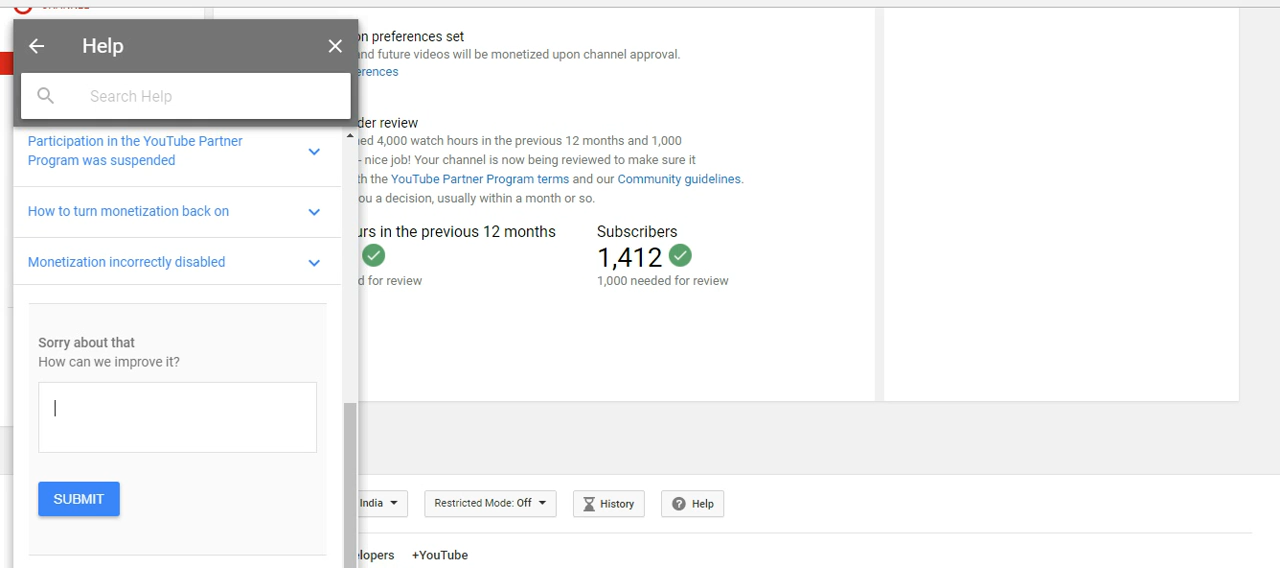 Help
Search Help
Participation in the YouTube Partner
Program was suspended
How to turn monetization back on
Monetization incorrectly disabled
Sorry about that
How can we improve it?
SUBMIT
on preferences set
and future videos will be monetized upon channel approval.
erences
der review
ed 4,000 watch hours in the previous 12 months and 1,000
- nice job! Your channel is now being reviewed to make sure it
th the YouTube Partner Program terms and our Community guidelines.
ou a decision, usually within a month or so.
urs in the previous 12 months
d for review
Subscribers
1,412
1,000 needed for review
India
Restricted Mode: Off
History
Help
elopers
+YouTube